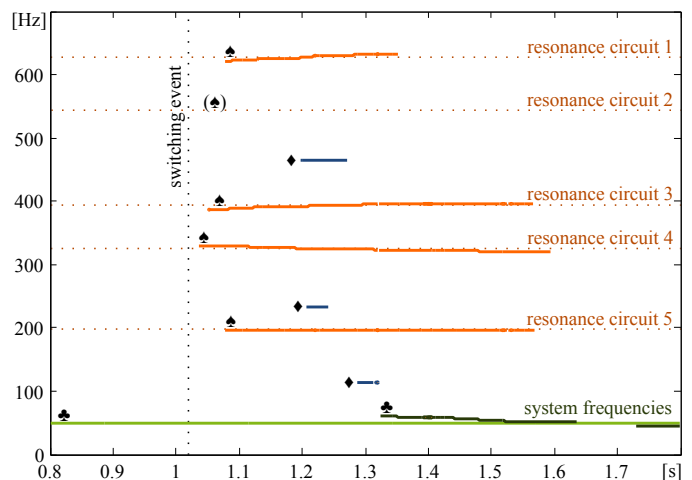 [Hz]
600
500
400
300
200
100
0
switching event
resonance circuit 1
resonance circuit 2
(♠)
resonance circuit 3
resonance circuit 4
resonance circuit 5
system frequencies
0.8 0.9 1 1.1 1.2 1.3 1.4 1.5 1.6 [s]